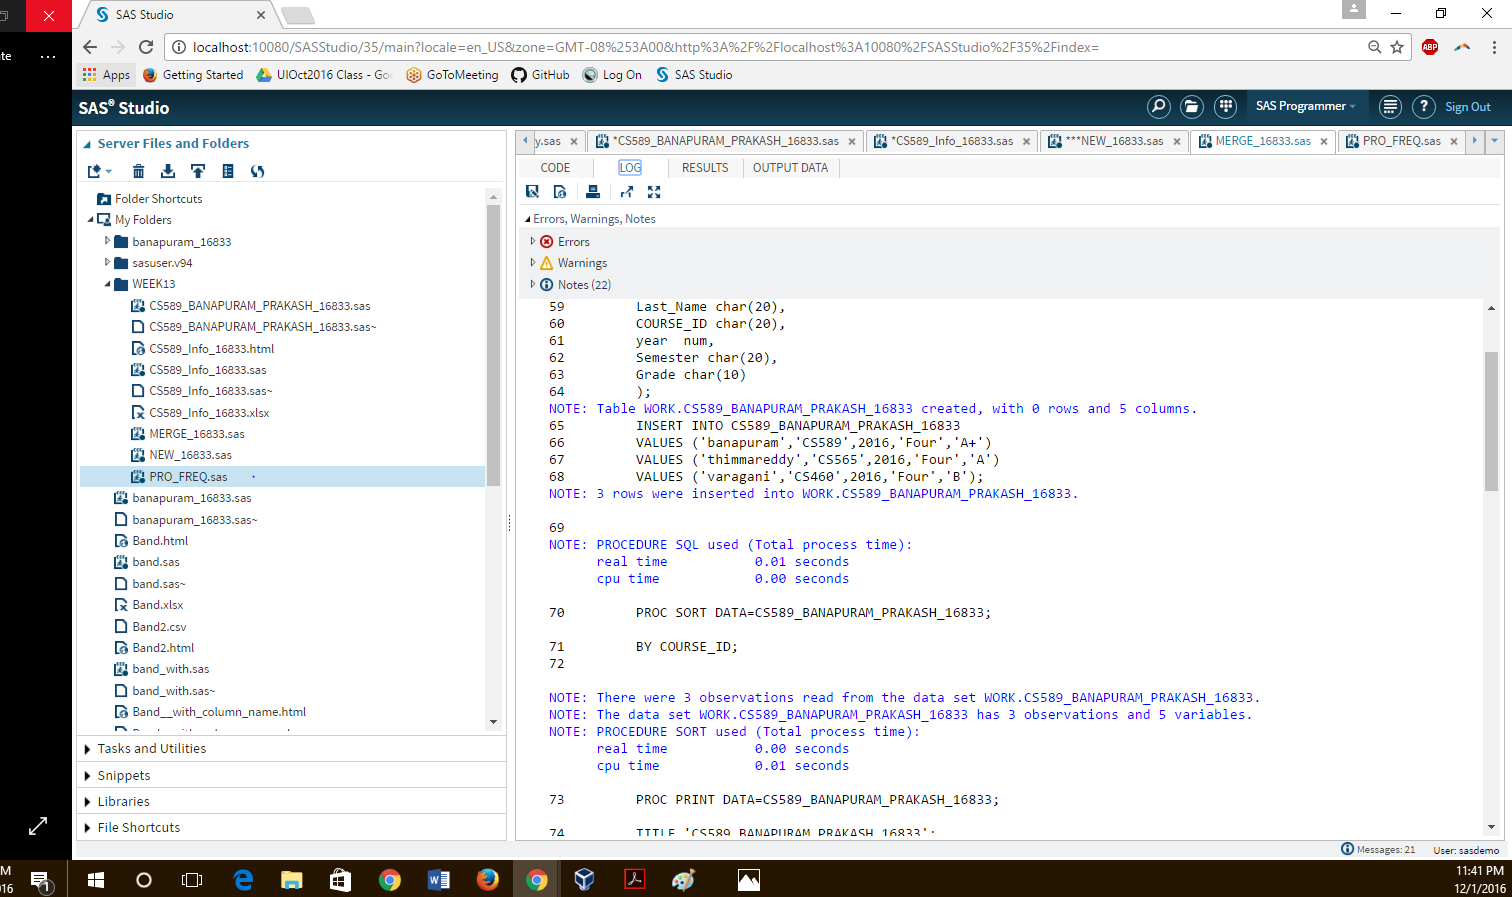 SAS Studio
te
localhost:10080/SASStudio/35/main?locale=en_US&zone=GMT-08%253A00&http%3A%2F%2Flocalhost%3A10080%2FSASStudio%2F35%2Findex=
ABP
Apps Getting Started UIOct2016 Class - Goo GoToMeeting GitHub Log On SAS Studio
SAS® Studio
SAS Programmer
Sign Out
Server Files and Folders
Folder Shortcuts
My Folders
banapuram_16833
sasuser.v94
WEEK13
CS589_BANAPURAM_PRAKASH_16833.sas
CS589_BANAPURAM_PRAKASH_16833.sas~
CS589_Info_16833.html
CS589_Info_16833.sas
CS589_Info_16833.sas~
CS589_Info_16833.xlsx
MERGE_16833.sas
NEW_16833.sas
PRO_FREQ.sas
banapuram_16833.sas
banapuram_16833.sas~
Band.html
band.sas
band.sas~
Band.xlsx
Band2.csv
Band2.html
band_with.sas
band_with.sas~
Band__with_column_name.html
Tasks and Utilities
Snippets
Libraries
File Shortcuts
y.sas *CS589_BANAPURAM_PRAKASH_16833.sas *CS589_Info_16833.sas ***NEW_16833.sas MERGE_16833.sas PRO_FREQ.sas
CODE LOG RESULTS OUTPUT DATA
Errors, Warnings, Notes
Errors
Warnings
Notes (22)
59 Last_Name char(20),
60 COURSE_ID char(20),
61 year num,
62 Semester char(20),
63 Grade char(10)
64 );
NOTE: Table WORK.CS589_BANAPURAM_PRAKASH_16833 created, with 0 rows and 5 columns.
65 INSERT INTO CS589_BANAPURAM_PRAKASH_16833
66 VALUES ('banapuram','CS589',2016,'Four','A+')
67 VALUES ('thimmareddy','CS565',2016,'Four','A')
68 VALUES ('varagani','CS460',2016,'Four','B');
NOTE: 3 rows were inserted into WORK.CS589_BANAPURAM_PRAKASH_16833.
69
NOTE: PROCEDURE SQL used (Total process time):
real time 0.01 seconds
cpu time 0.00 seconds
70 PROC SORT DATA=CS589_BANAPURAM_PRAKASH_16833;
71 BY COURSE_ID;
72
NOTE: There were 3 observations read from the data set WORK.CS589_BANAPURAM_PRAKASH_16833.
NOTE: The data set WORK.CS589_BANAPURAM_PRAKASH_16833 has 3 observations and 5 variables.
NOTE: PROCEDURE SORT used (Total process time):
real time 0.00 seconds
cpu time 0.01 seconds
73 PROC PRINT DATA=CS589_BANAPURAM_PRAKASH_16833;
74 TITLE 'CS589_BANAPURAM_PRAKASH_16833';
Messages: 21 User: sasdemo
M
16
1
11:41 PM
12/1/2016